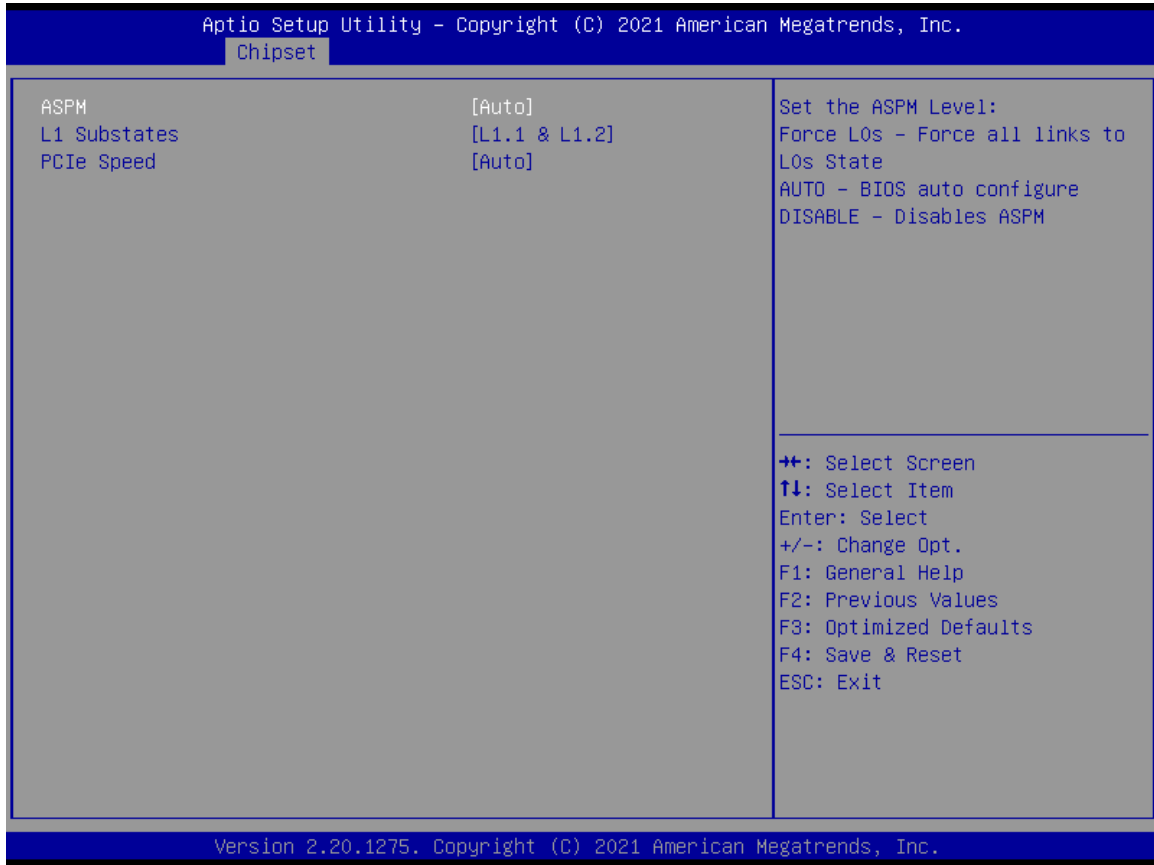 Aptio Setup Utility – Copyright (C) 2021 American Megatrends, Inc.
Chipset
ASPM [Auto]
L1 Substates [L1.1 & L1.2]
PCIe Speed [Auto]
Set the ASPM Level:
Force L0s – Force all links to
L0s State
AUTO – BIOS auto configure
DISABLE – Disables ASPM
→←: Select Screen
↑↓: Select Item
Enter: Select
+/-: Change Opt.
F1: General Help
F2: Previous Values
F3: Optimized Defaults
F4: Save & Reset
ESC: Exit
Version 2.20.1275. Copyright (C) 2021 American Megatrends, Inc.